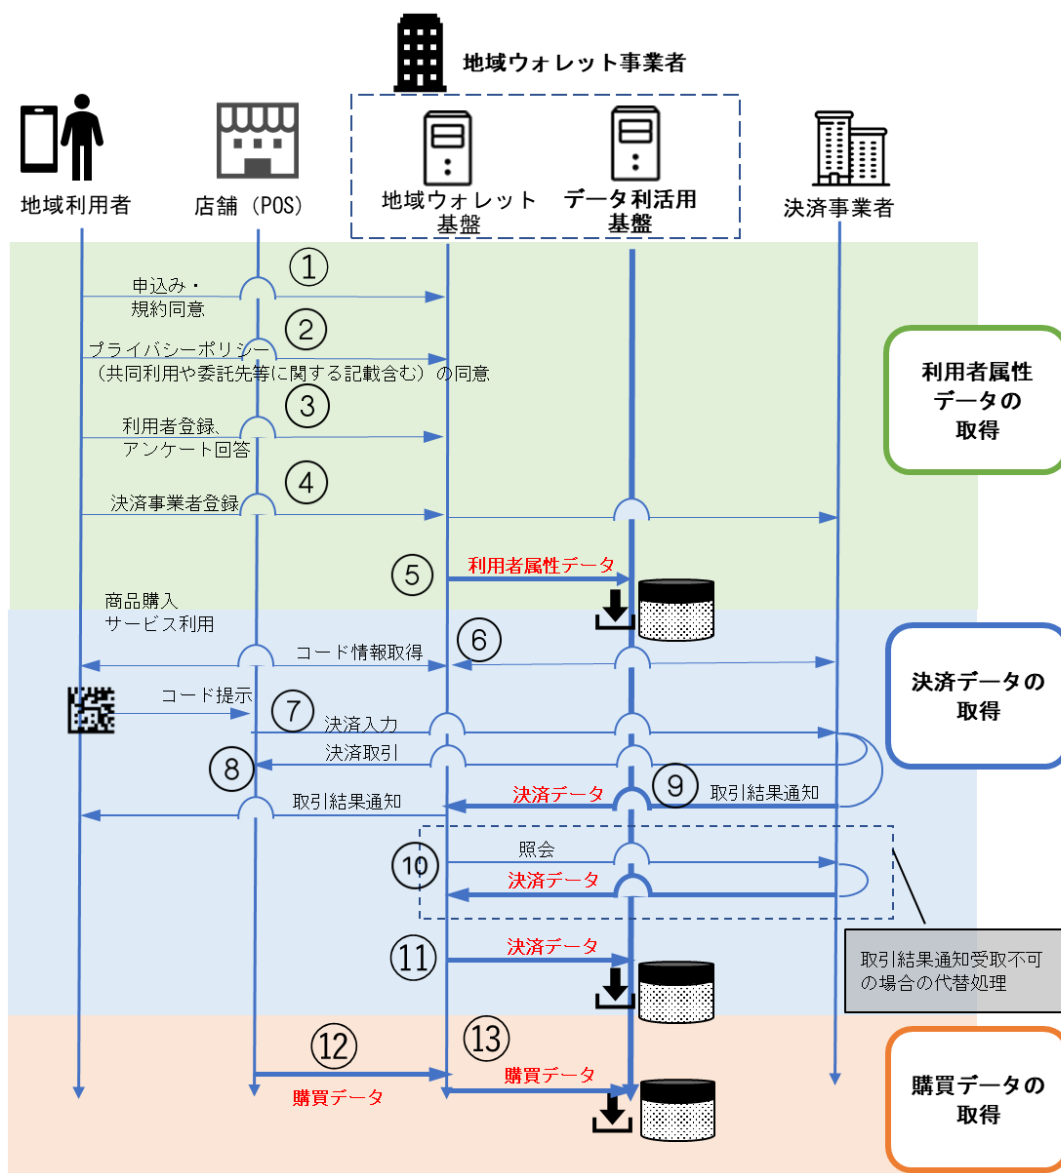 地域ウォレット事業者
地域利用者
店舗（POS）
地域ウォレット
基盤
データ利活用
基盤
決済事業者
①
申込み・
規約同意
②
プライバシーポリシー
（共同利用や委託先等に関する記載含む）の同意
③
利用者登録、
アンケート回答
④
決済事業者登録
利用者属性
データの
取得
⑤
利用者属性データ
商品購入
サービス利用
コード情報取得
⑥
コード提示
⑦
決済入力
決済データの
取得
⑧
決済取引
⑨
取引結果通知
決済データ
取引結果通知
⑩
照会
決済データ
⑪
決済データ
取引結果通知受取不可
の場合の代替処理
⑫
購買データ
⑬
購買データ
購買データの
取得